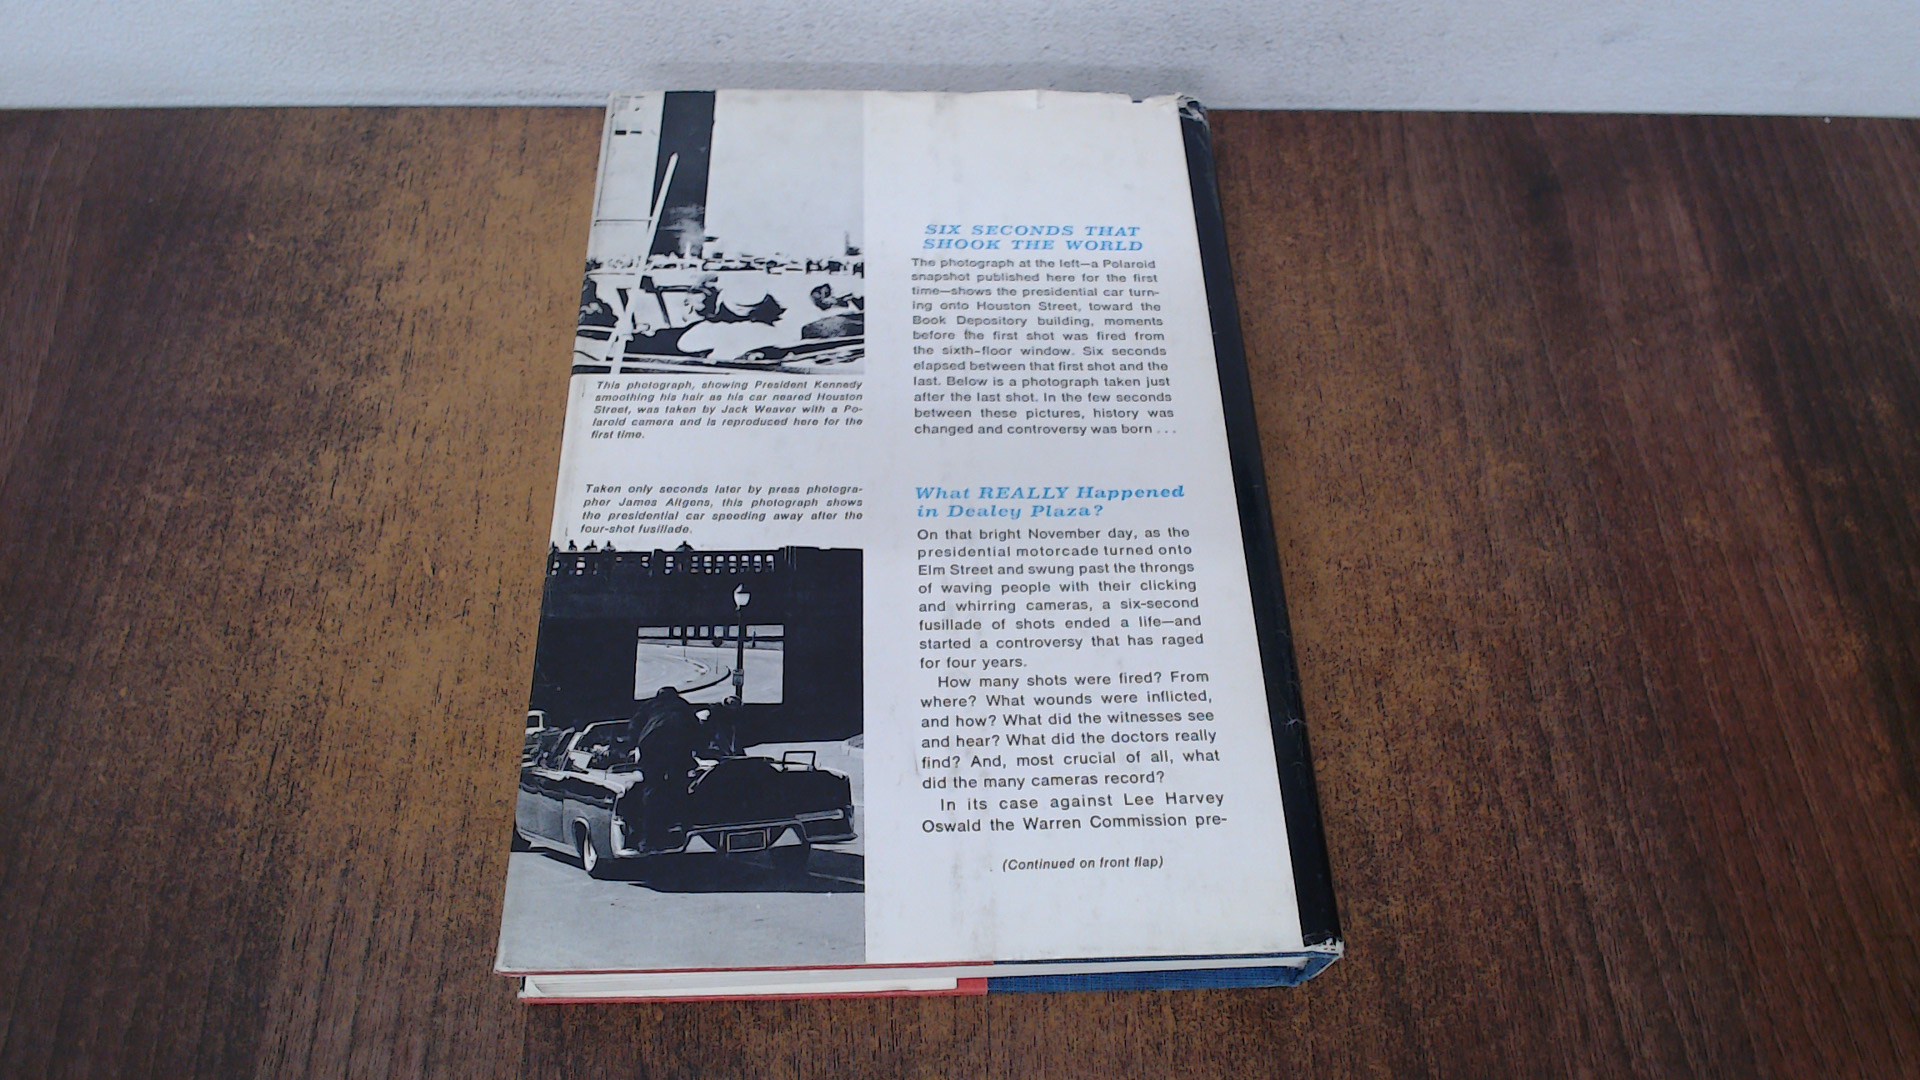 SIX SECONDS THAT
SHOOK THE WORLD
The photograph at the left—a Polaroid
snapshot published here for the first
time—shows the presidential car turn-
ing onto Houston Street, toward the
Book Depository building, moments
before the first shot was fired from
the sixth-floor window. Six seconds
elapsed between that first shot and the
last. Below is a photograph taken just
after the last shot. In the few seconds
between these pictures, history was
changed and controversy was born . . .
This photograph, showing President Kennedy
smoothing his hair as his car neared Houston
Street, was taken by Jack Weaver with a Po-
laroid camera and is reproduced here for the
first time.
Taken only seconds later by press photogra-
pher James Altgens, this photograph shows
the presidential car speeding away after the
four-shot fusillade.
What REALLY Happened
in Dealey Plaza?
On that bright November day, as the
presidential motorcade turned onto
Elm Street and swung past the throngs
of waving people with their clicking
and whirring cameras, a six-second
fusillade of shots ended a life—and
started a controversy that has raged
for four years.
How many shots were fired? From
where? What wounds were inflicted,
and how? What did the witnesses see
and hear? What did the doctors really
find? And, most crucial of all, what
did the many cameras record?
In its case against Lee Harvey
Oswald the Warren Commission pre-
(Continued on front flap)